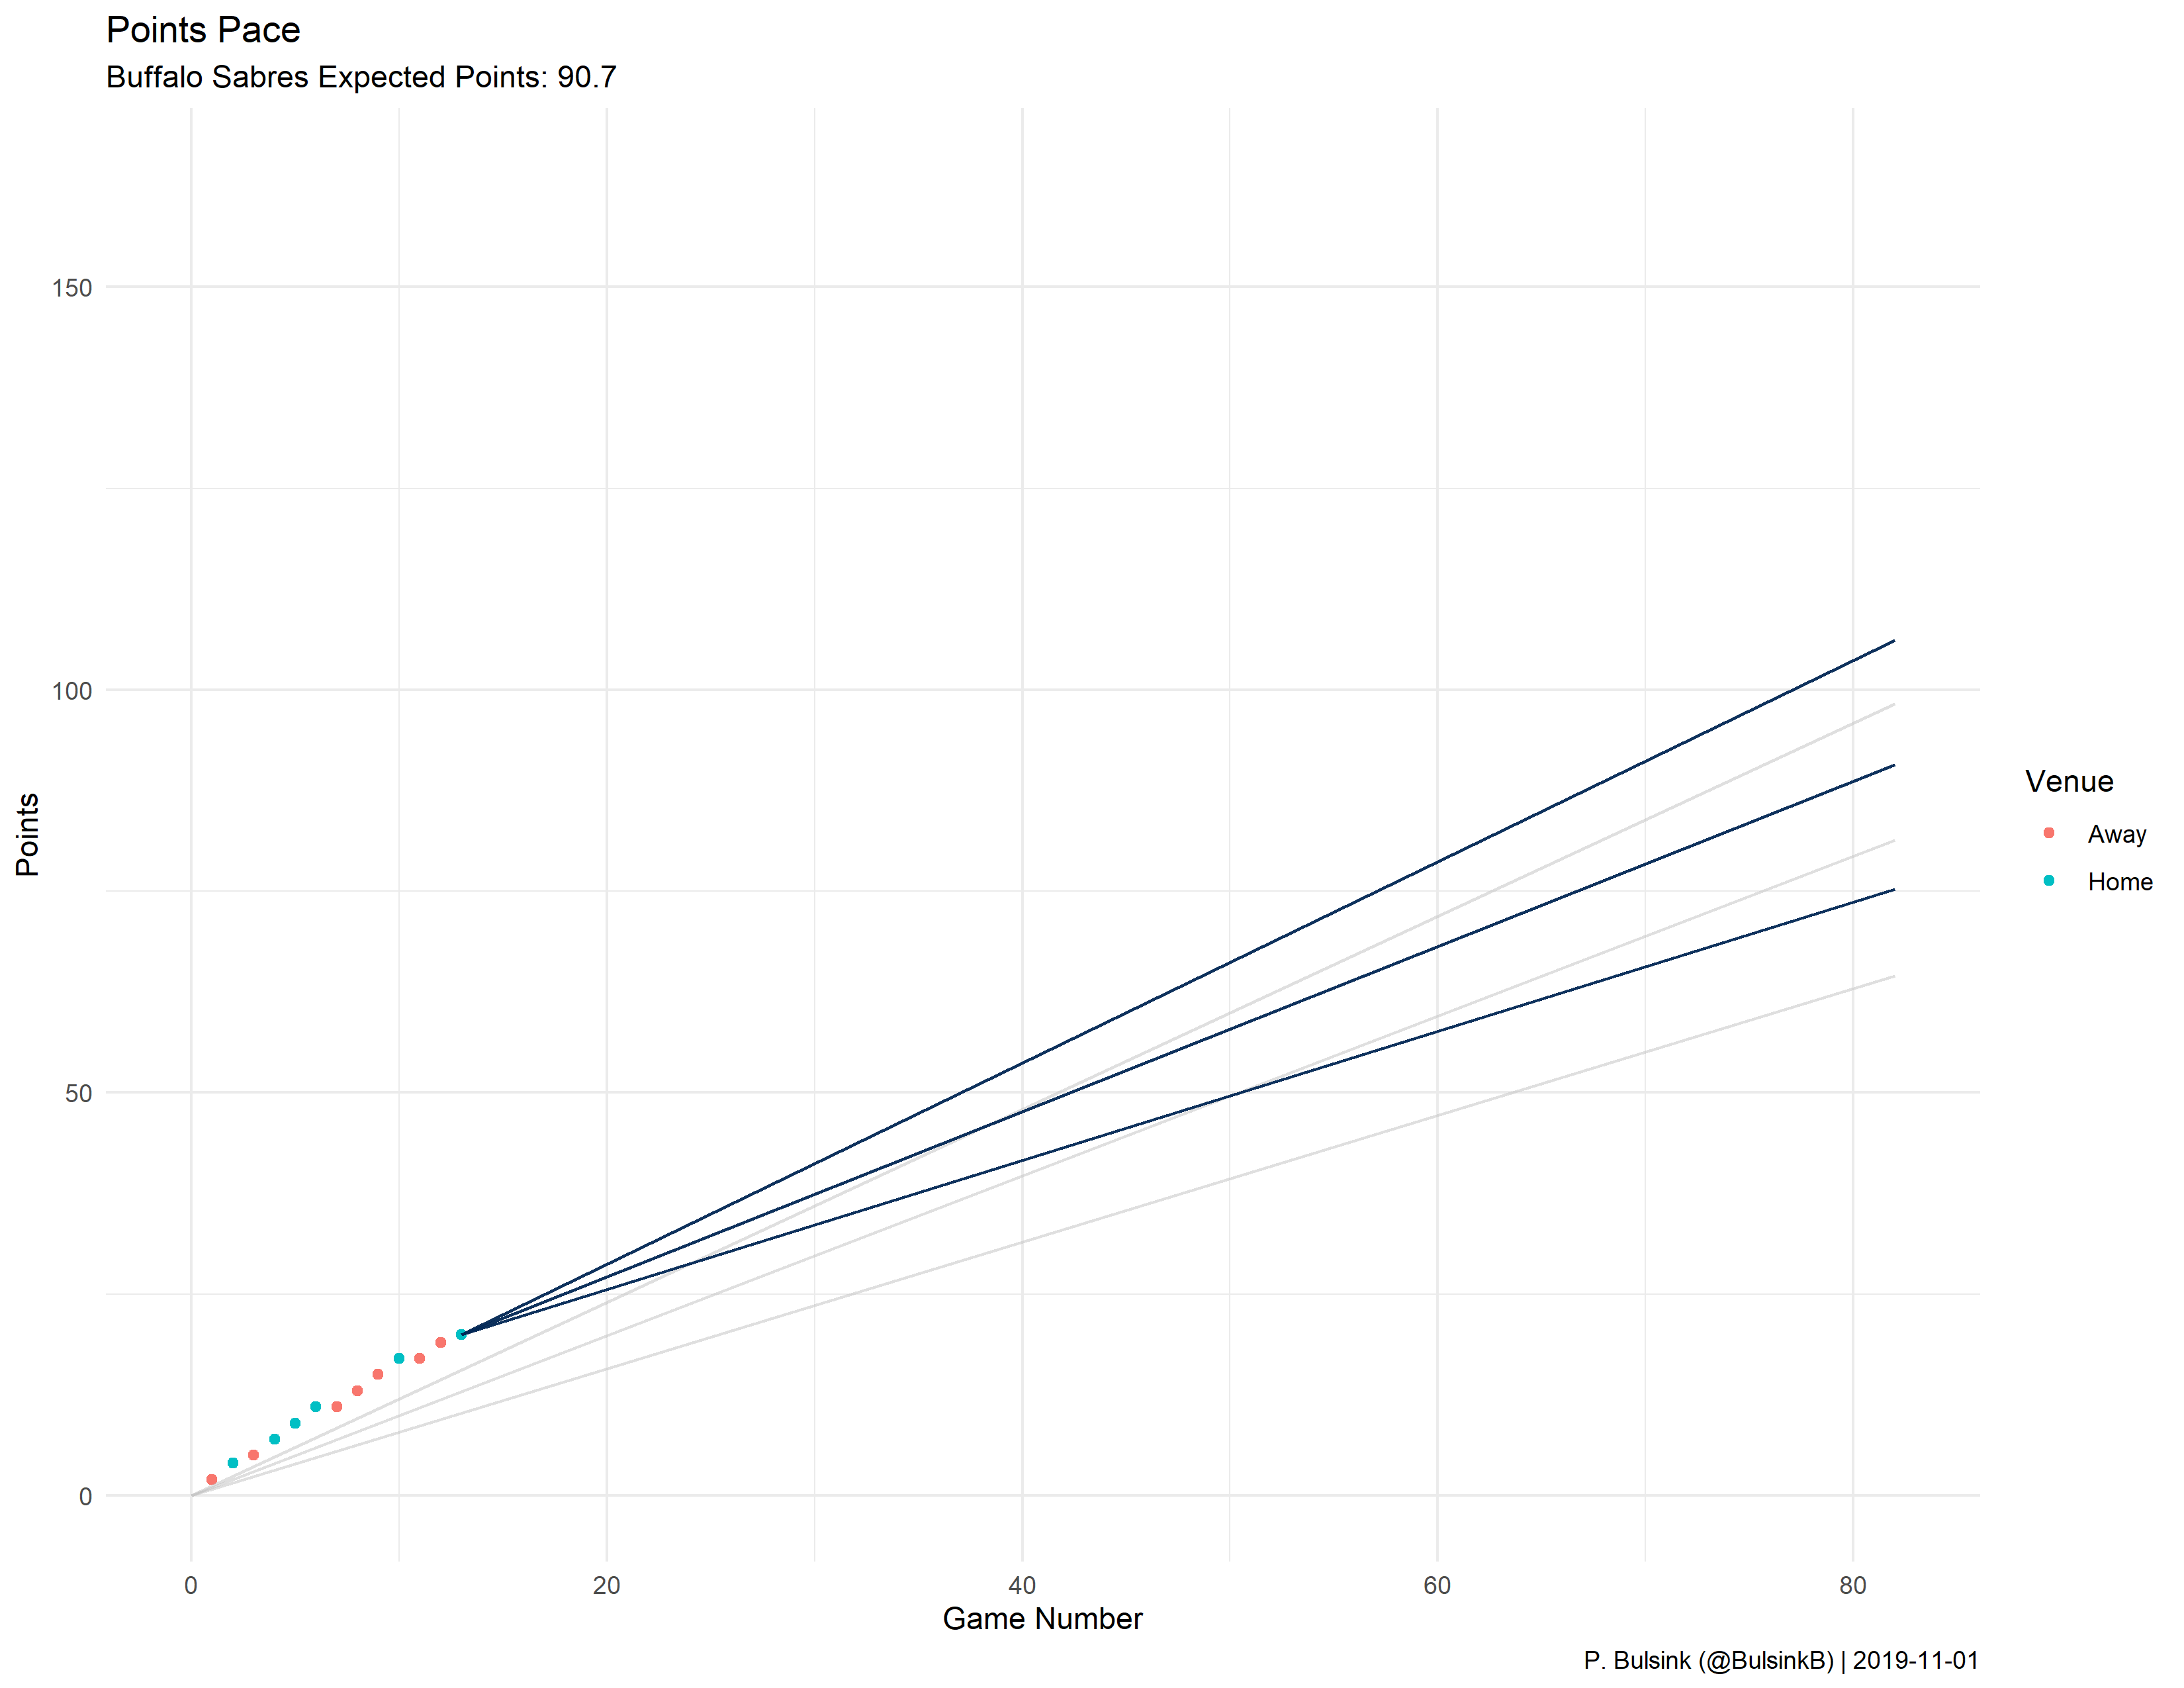 Points Pace
Buffalo Sabres Expected Points: 90.7
150
100
50
0
Points
0 20 40 60 80
Game Number
Venue
Away
Home
P. Bulsink (@BulsinkB) | 2019-11-01